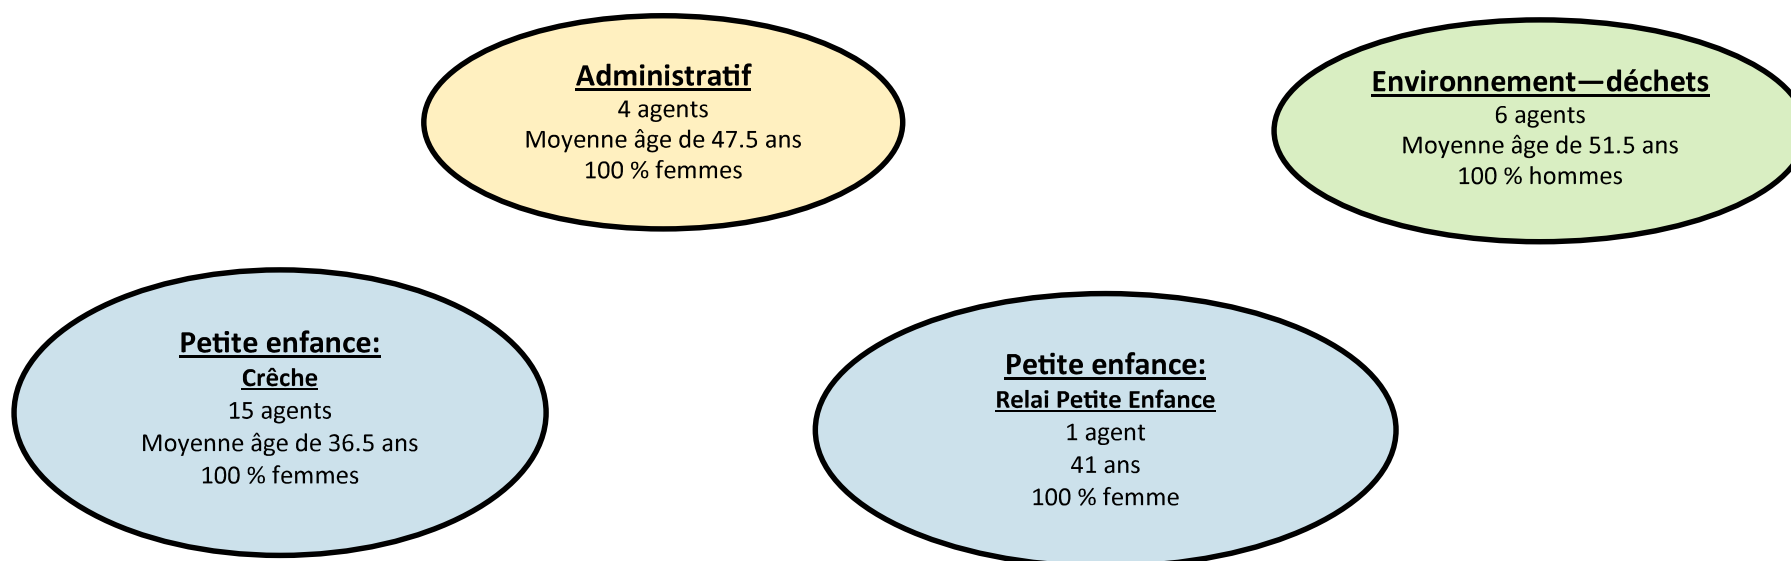 Administratif
4 agents
Moyenne âge de 47.5 ans
100 % femmes
Environnement—déchets
6 agents
Moyenne âge de 51.5 ans
100 % hommes
Petite enfance:
Crêche
15 agents
Moyenne âge de 36.5 ans
100 % femmes
Petite enfance:
Relai Petite Enfance
1 agent
41 ans
100 % femme